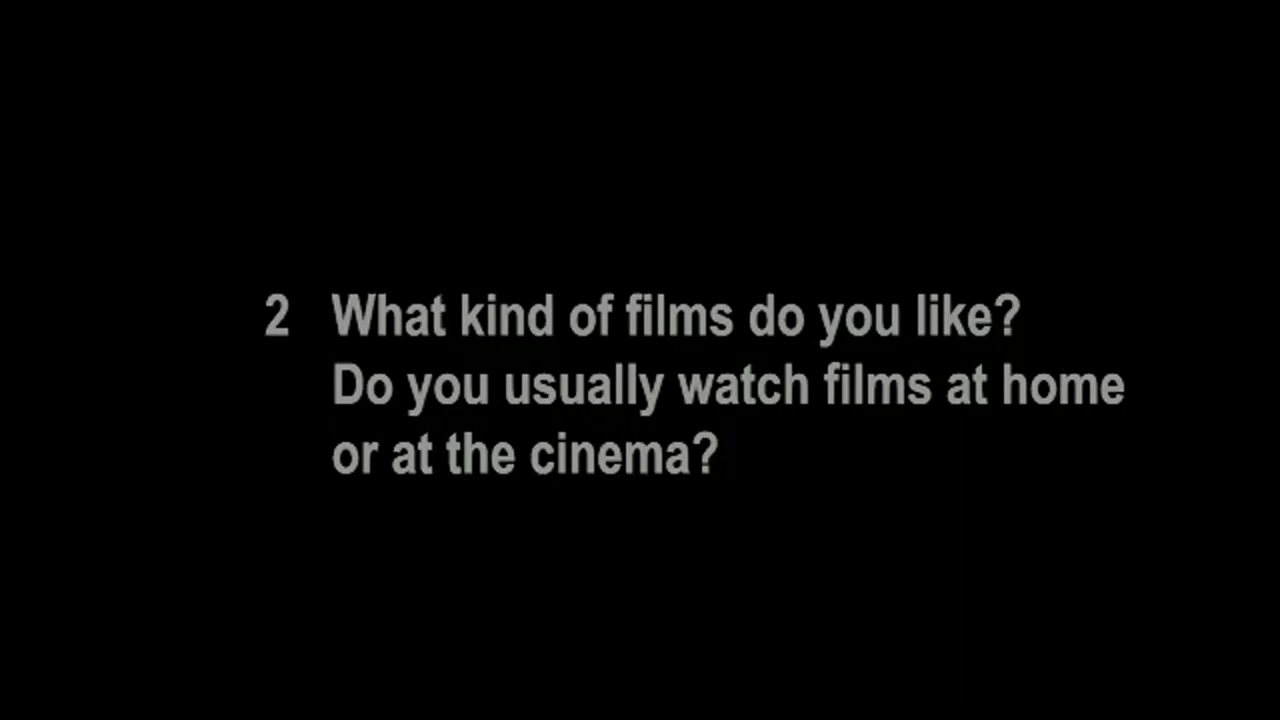 2 What kind of films do you like?
Do you usually watch films at home
or at the cinema?